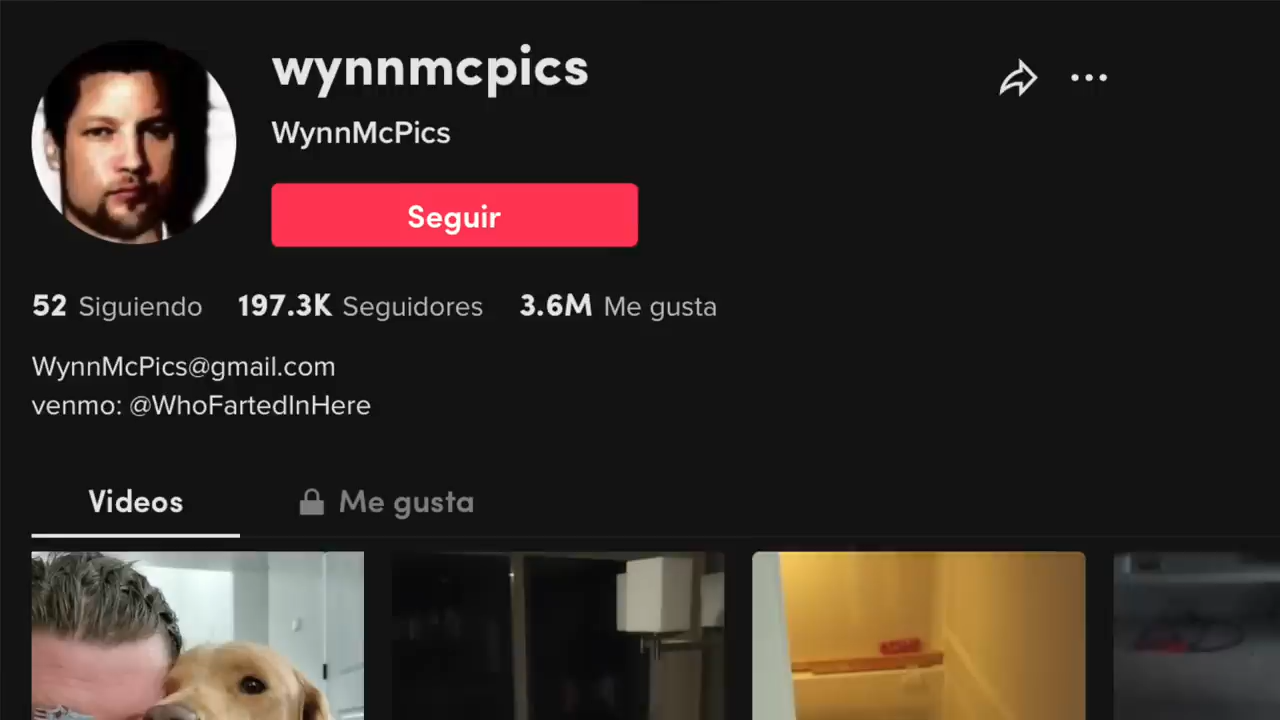 wynnmcpics
WynnMcPics
Seguir
52 Siguiendo 197.3K Seguidores 3.6M Me gusta
WynnMcPics@gmail.com
venmo: @WhoFartedInHere
Videos Me gusta